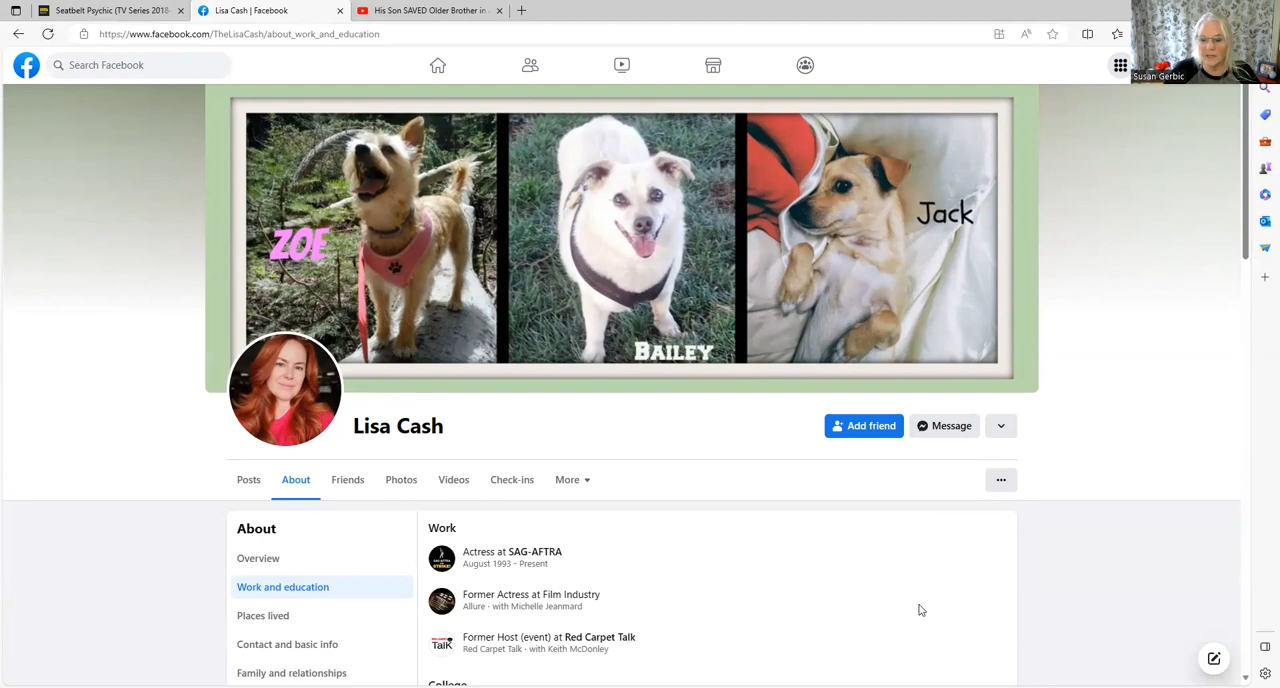 Seatbelt Psychic (TV Series 2018-
Lisa Cash | Facebook
His Son SAVED Older Brother in
https://www.facebook.com/TheLisaCash/about_work_and_education
Search Facebook
Susan Gerbic
ZOE
BAILEY
Jack
Lisa Cash
Add friend
Message
Posts
About
Friends
Photos
Videos
Check-ins
More
About
Overview
Work and education
Places lived
Contact and basic info
Family and relationships
Work
Actress at SAG-AFTRA
August 1993 - Present
Former Actress at Film Industry
Allure · with Michelle Jeanmard
TALK
Former Host (event) at Red Carpet Talk
Red Carpet Talk · with Keith McDonley
College